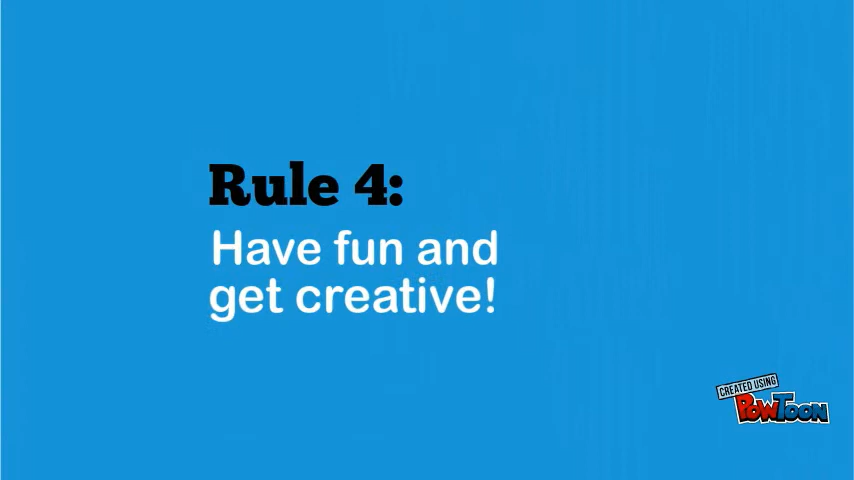 Rule 4:
Have fun and
get creative!
CREATED USING
PowToon